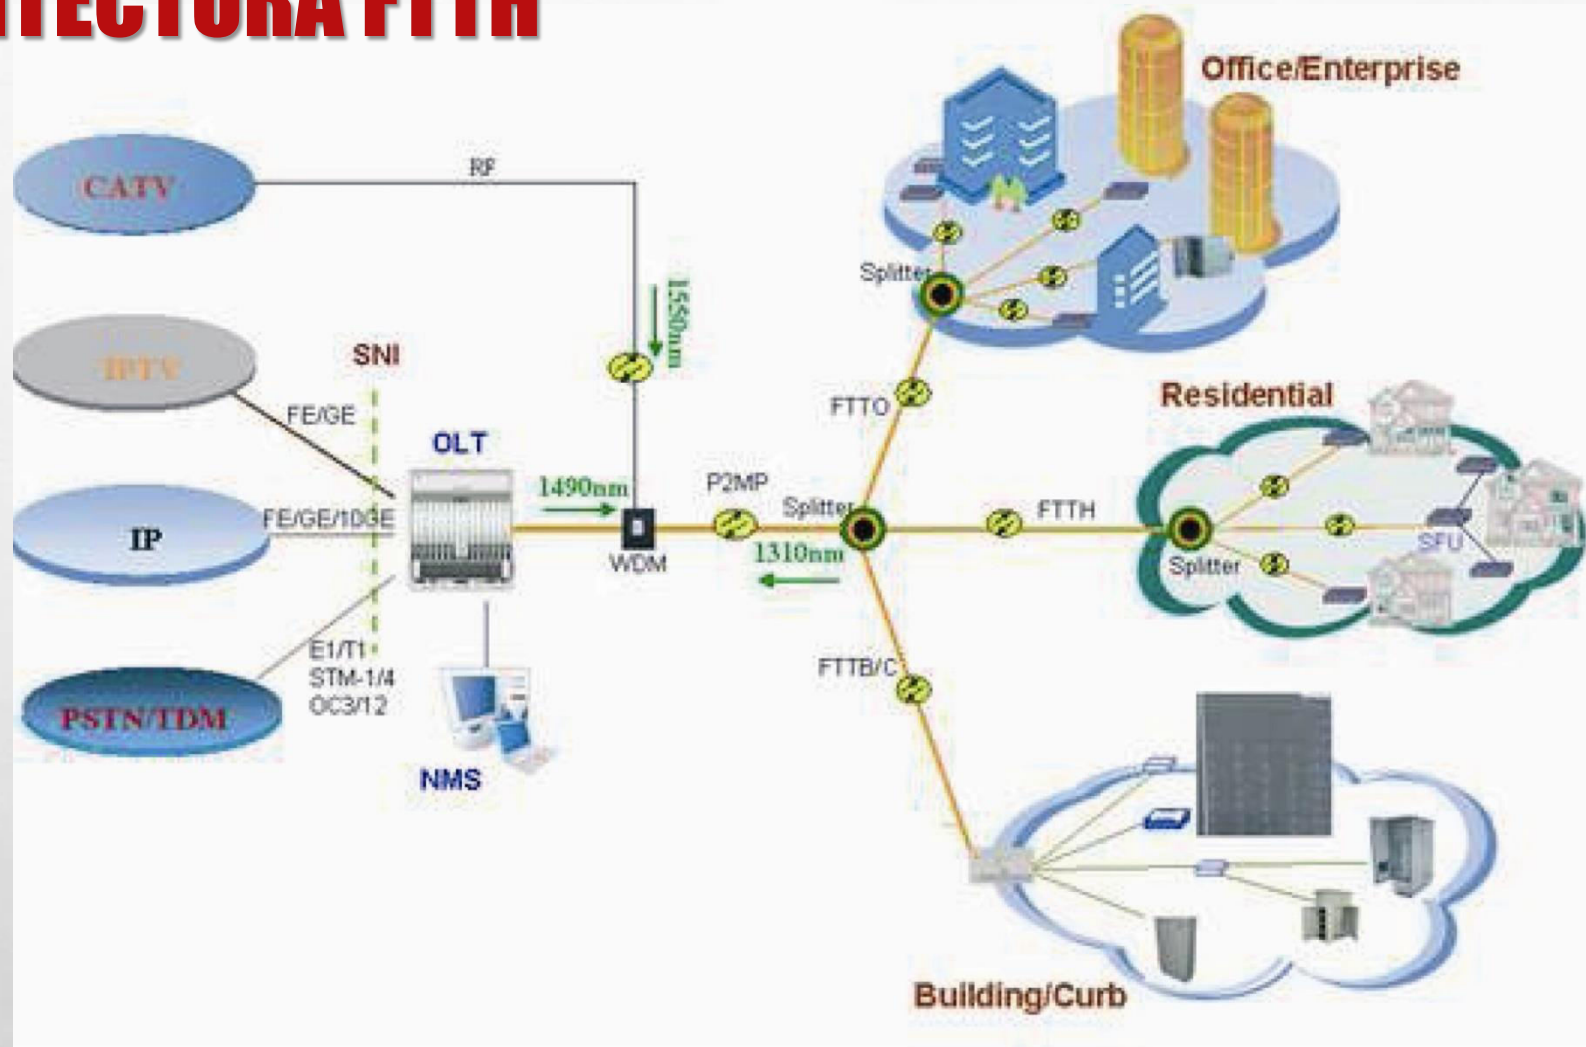 ITECTURA FTTH
Office/Enterprise
CATV
RF
1550nm
Splitter
IPTV
SNI
FE/GE
OLT
FTTO
Residential
1490nm
P2MP
Splitter
FTTH
IP
FE/GE/10GE
WDM
1310nm
SFU
Splitter
E1/T1
STM-1/4
OC3/12
PSTN/TDM
FTTB/C
NMS
Building/Curb